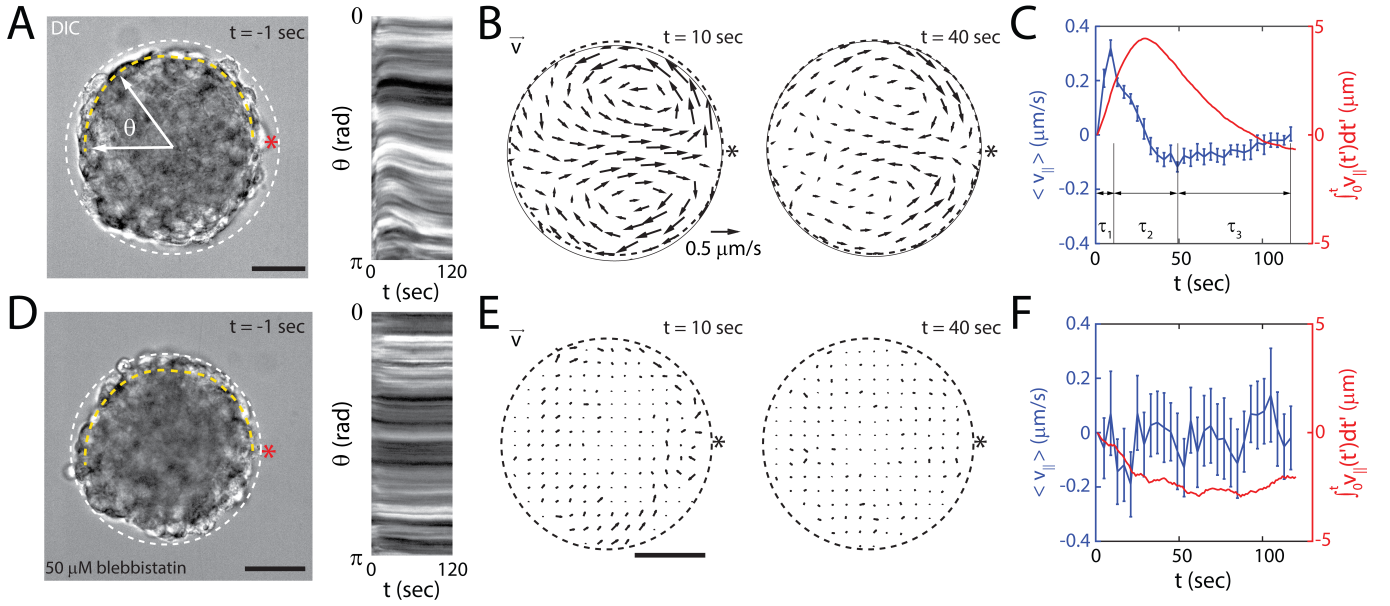 A
DIC
t = -1 sec
θ
*
0
θ (rad)
π
0 120
t (sec)
B
v
t = 10 sec
*
0.5 μm/s
t = 40 sec
*
C
0.4
0.2
0
-0.2
-0.4
< v|| > (μm/s)
τ1 τ2 τ3
0 50 100
t (sec)
5
0
-5
∫0t v||(t')dt' (μm)
D
t = -1 sec
*
50 μM blebbistatin
0
θ (rad)
π
0 120
t (sec)
E
v
t = 10 sec
*
t = 40 sec
*
F
0.4
0.2
0
-0.2
-0.4
< v|| > (μm/s)
0 50 100
t (sec)
5
0
-5
∫0t v||(t')dt' (μm)